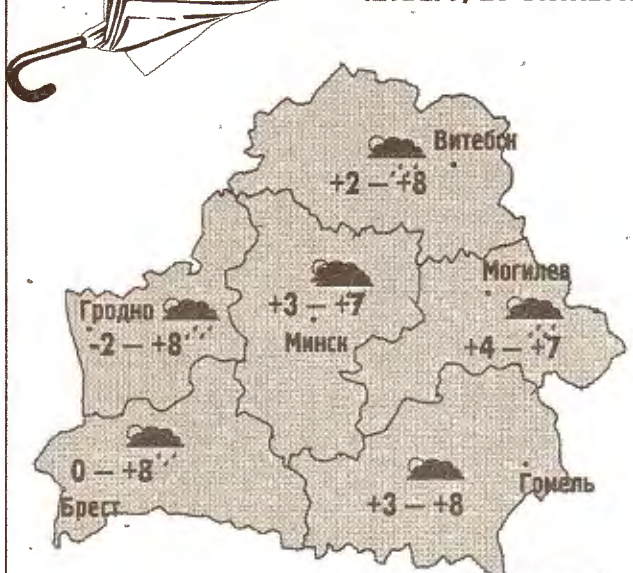 Витебск
+2 – +8
Могилев
+3 – +7
Гродно
-2 – +8
Минск
+4 – +7
0 – +8
Брест
+3 – +8
Гомель